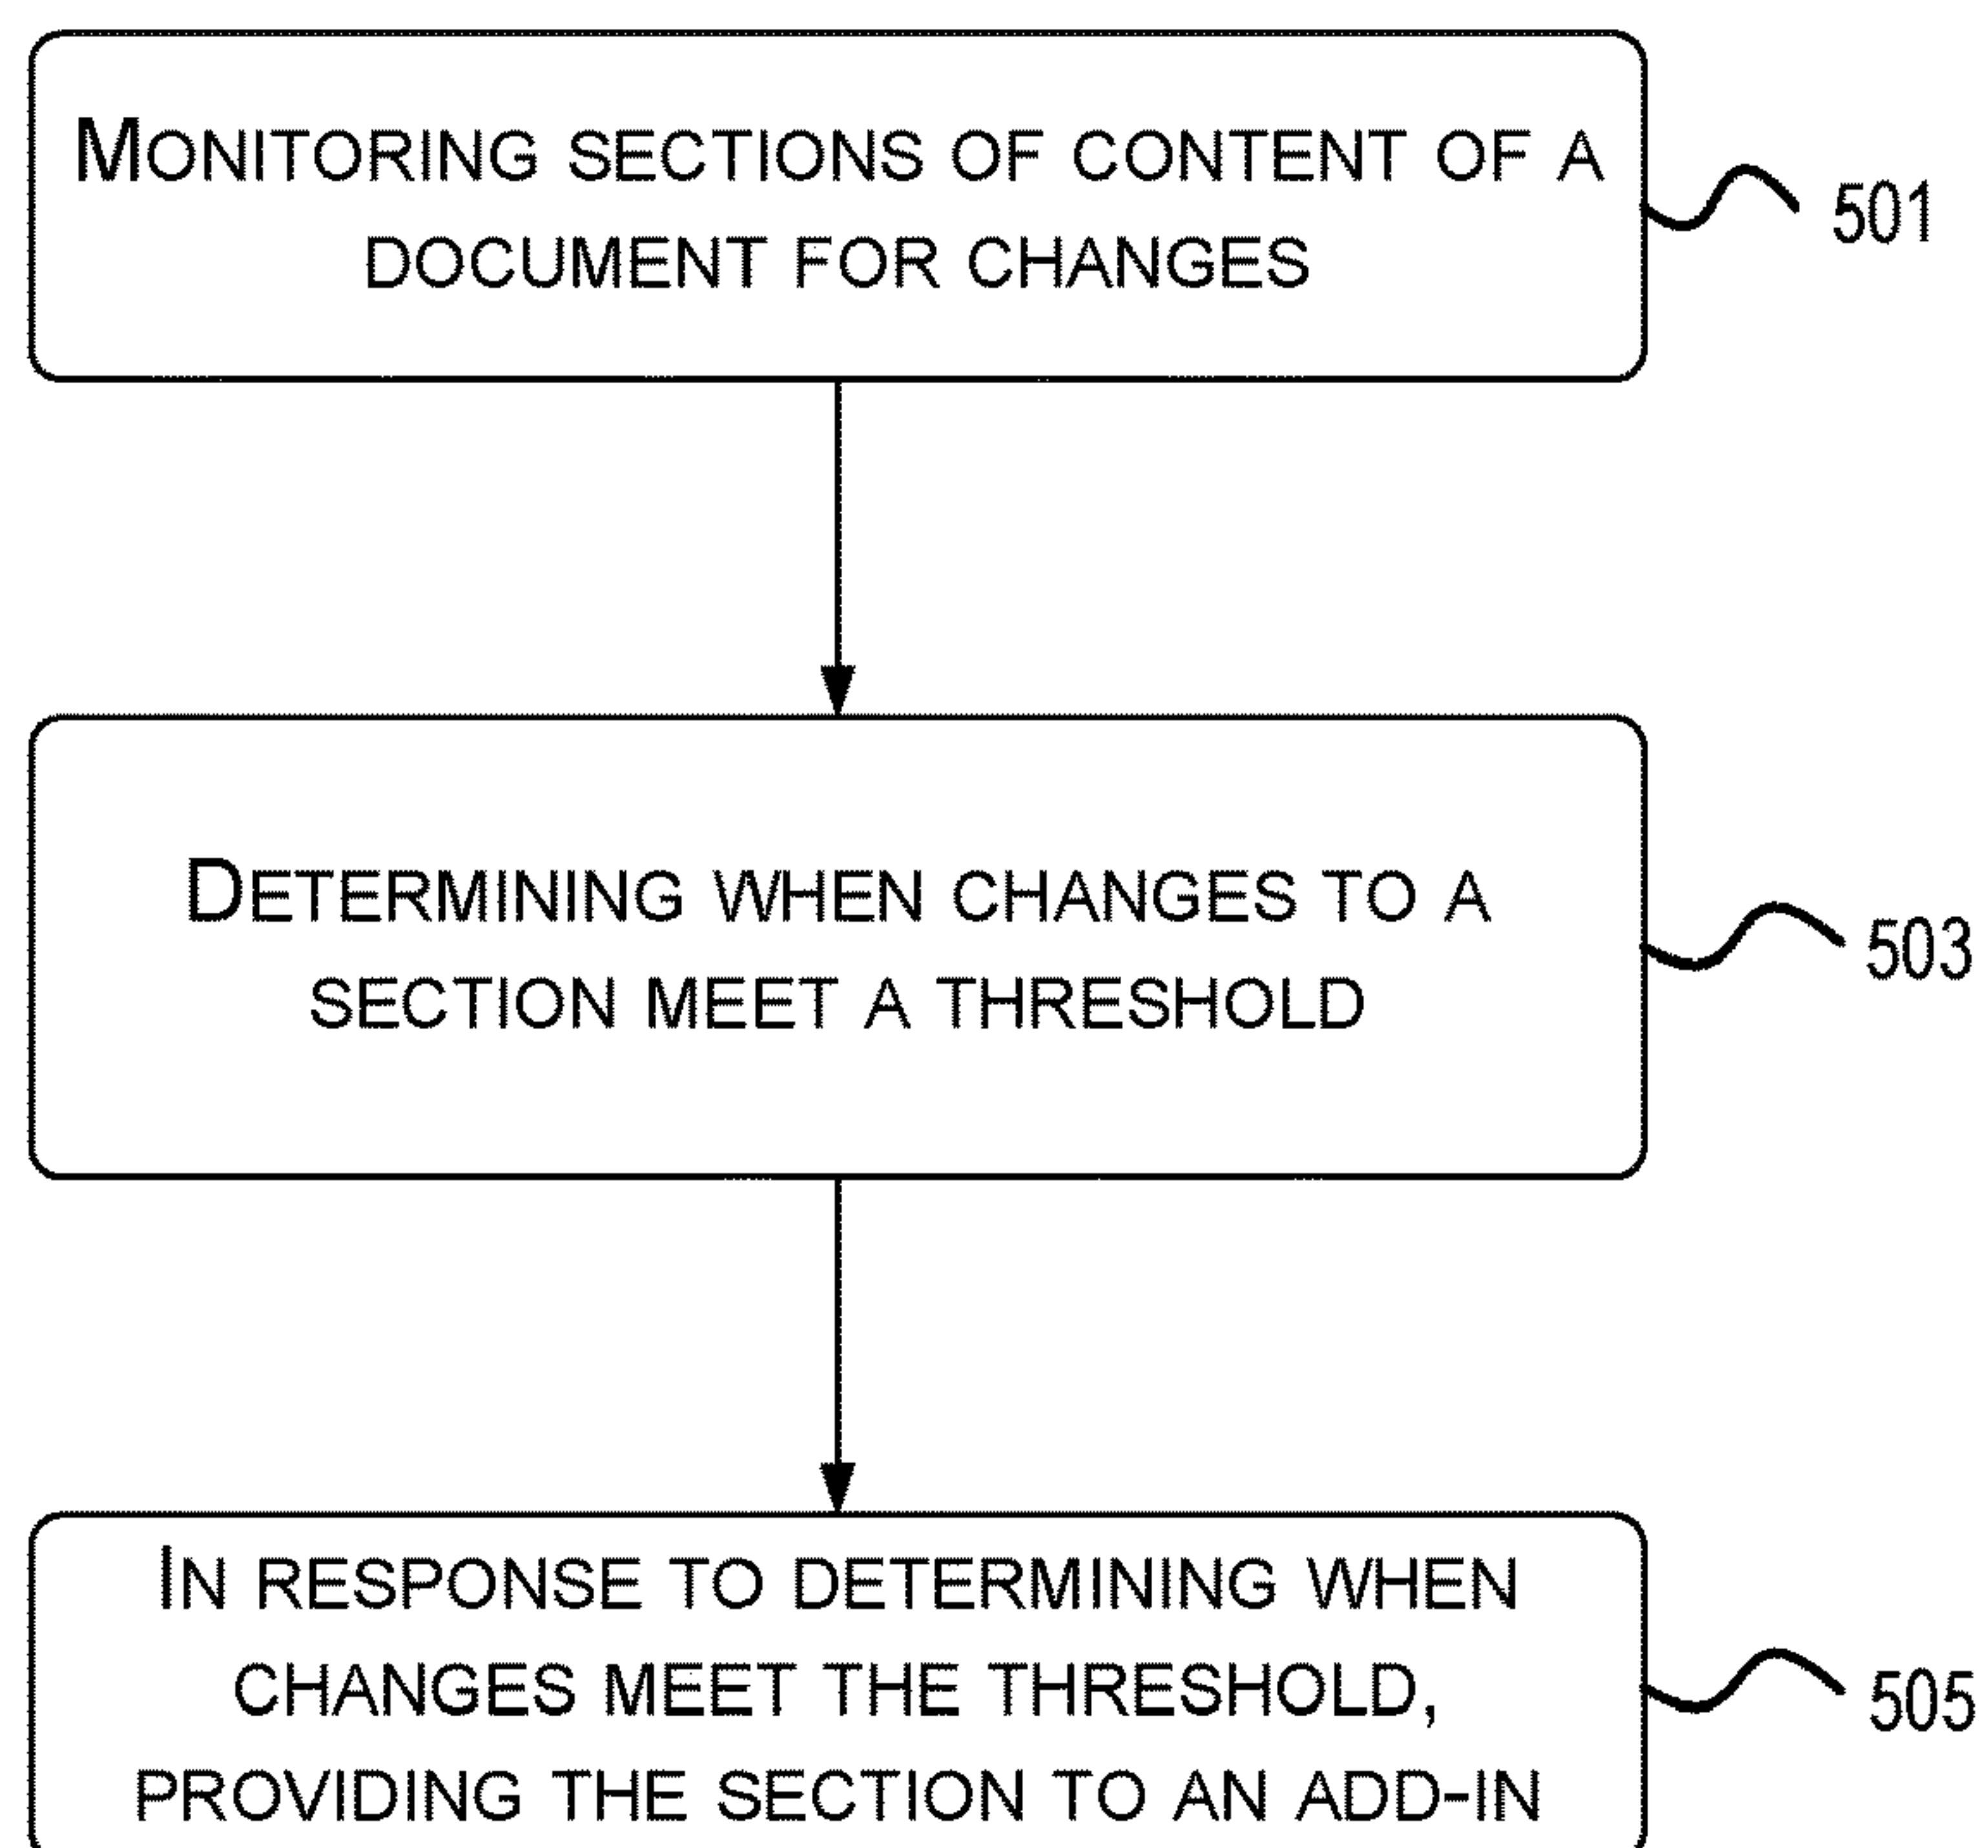 MONITORING SECTIONS OF CONTENT OF A
DOCUMENT FOR CHANGES
501
DETERMINING WHEN CHANGES TO A
SECTION MEET A THRESHOLD
503
IN RESPONSE TO DETERMINING WHEN
CHANGES MEET THE THRESHOLD,
PROVIDING THE SECTION TO AN ADD-IN
505